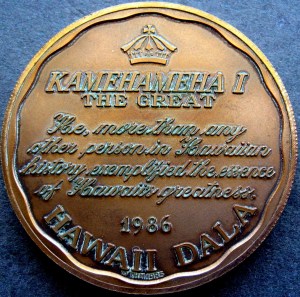 KAMEHAMEHA I
THE GREAT
He, more than any
other person in Hawaiian
history exemplified the essence
of Hawaii's greatness.
1986
HAWAII DALA